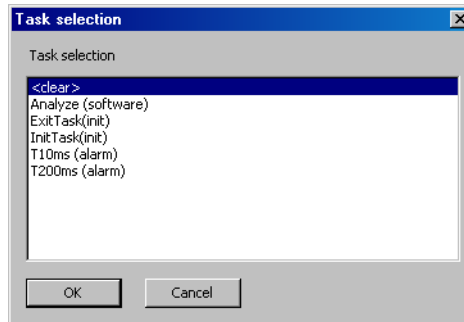 Task selection
Task selection
<clear>
Analyze (software)
ExitTask(init)
InitTask(init)
T10ms (alarm)
T200ms (alarm)
OK
Cancel